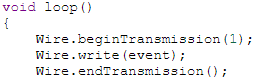 void loop()
{
    Wire.beginTransmission(1);
    Wire.write(event);
    Wire.endTransmission();